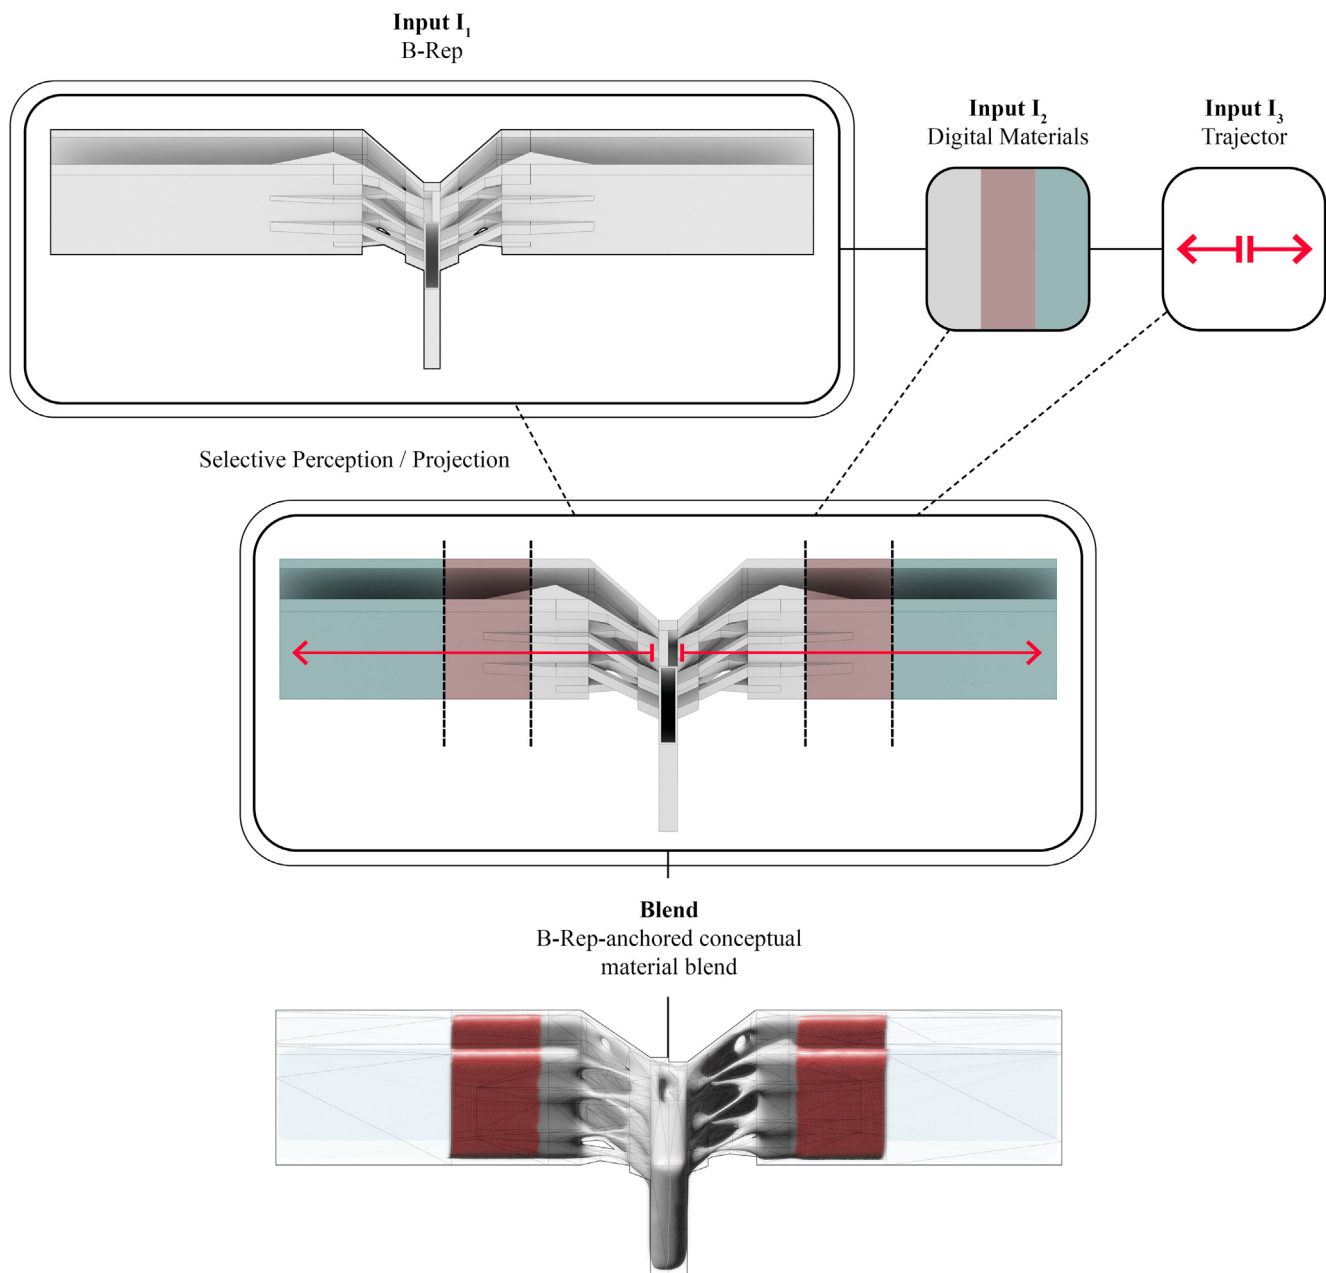 Input I₁
B-Rep
Input I₂
Digital Materials
Input I₃
Trajector
Selective Perception / Projection
Blend
B-Rep-anchored conceptual
material blend